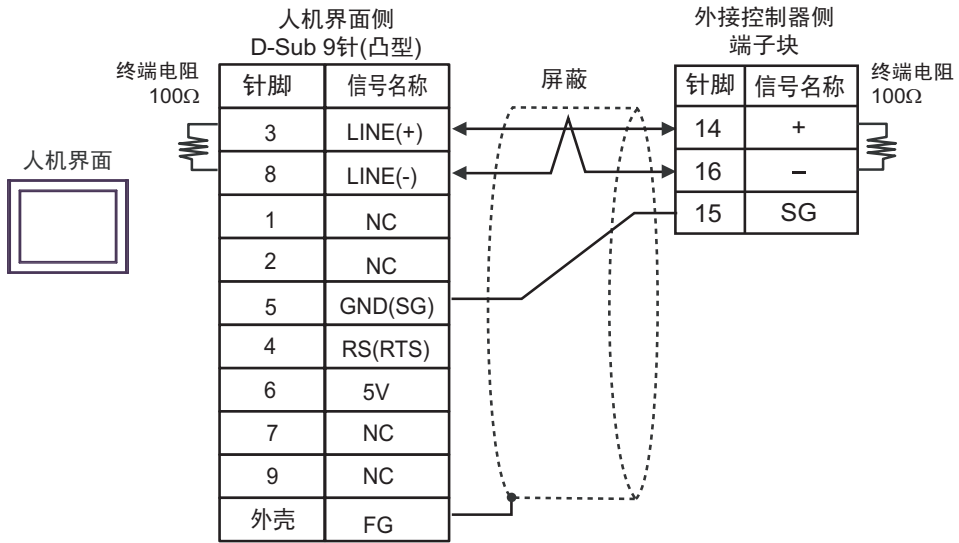 人机界面侧
D-Sub 9针(凸型)
外接控制器侧
端子块
终端电阻
100Ω
针脚 信号名称
屏蔽
针脚 信号名称
终端电阻
100Ω
人机界面
3 LINE(+)
14 +
8 LINE(-)
16 –
1 NC
15 SG
2 NC
5 GND(SG)
4 RS(RTS)
6 5V
7 NC
9 NC
外壳 FG